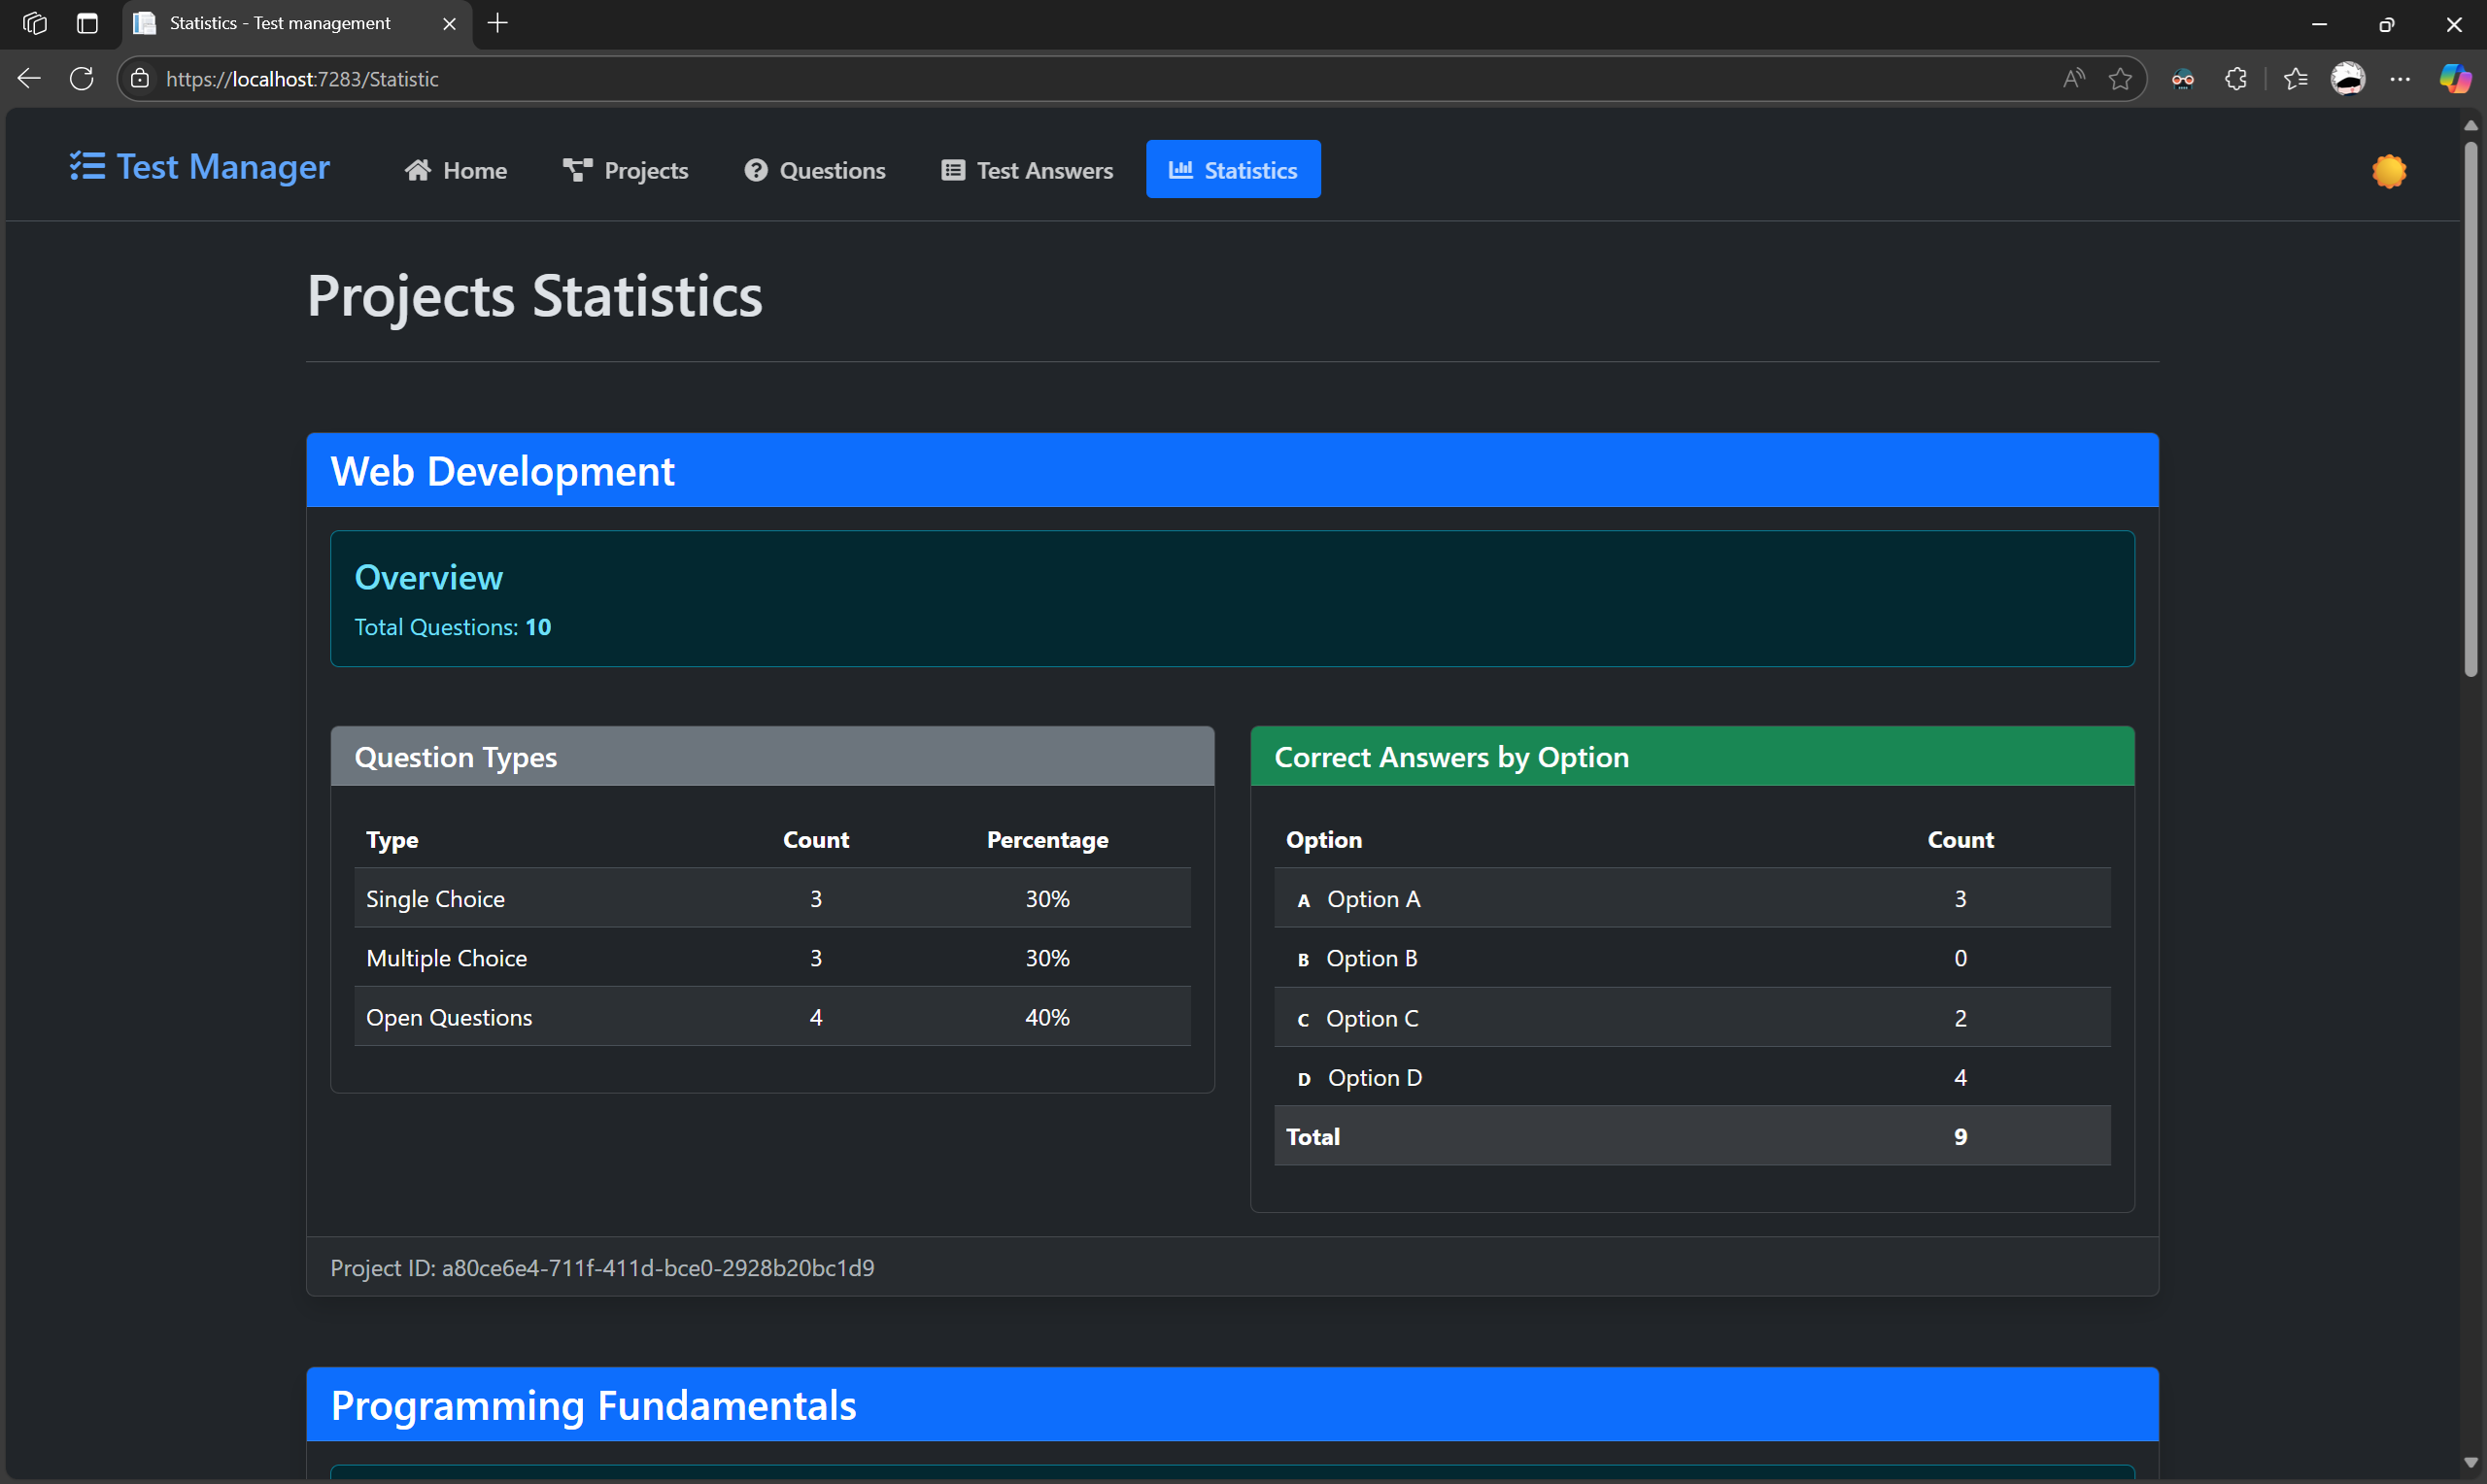 Statistics - Test management
https://localhost:7283/Statistic
Test Manager
Home
Projects
Questions
Test Answers
Statistics
Projects Statistics
Web Development
Overview
Total Questions: 10
Question Types
Type Count Percentage
Single Choice 3 30%
Multiple Choice 3 30%
Open Questions 4 40%
Correct Answers by Option
Option Count
A Option A 3
B Option B 0
C Option C 2
D Option D 4
Total 9
Project ID: a80ce6e4-711f-411d-bce0-2928b20bc1d9
Programming Fundamentals